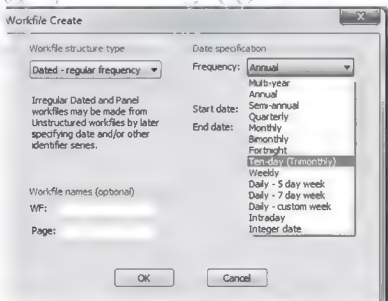 Workfile Create
Workfile structure type
Dated - regular frequency
Irregular Dated and Panel
workfiles may be made from
Unstructured workfiles by later
specifying date and/or other
identifier series.
Workfile names (optional)
WF:
Page:
Date specification
Frequency: Annual
Start date:
End date:
Multi-year
Annual
Semi-annual
Quarterly
Monthly
Bimonthly
Fortnight
Ten-day (Trimonthly)
Weekly
Daily - 5 day week
Daily - 7 day week
Daily - custom week
Intraday
Integer date
OK
Cancel